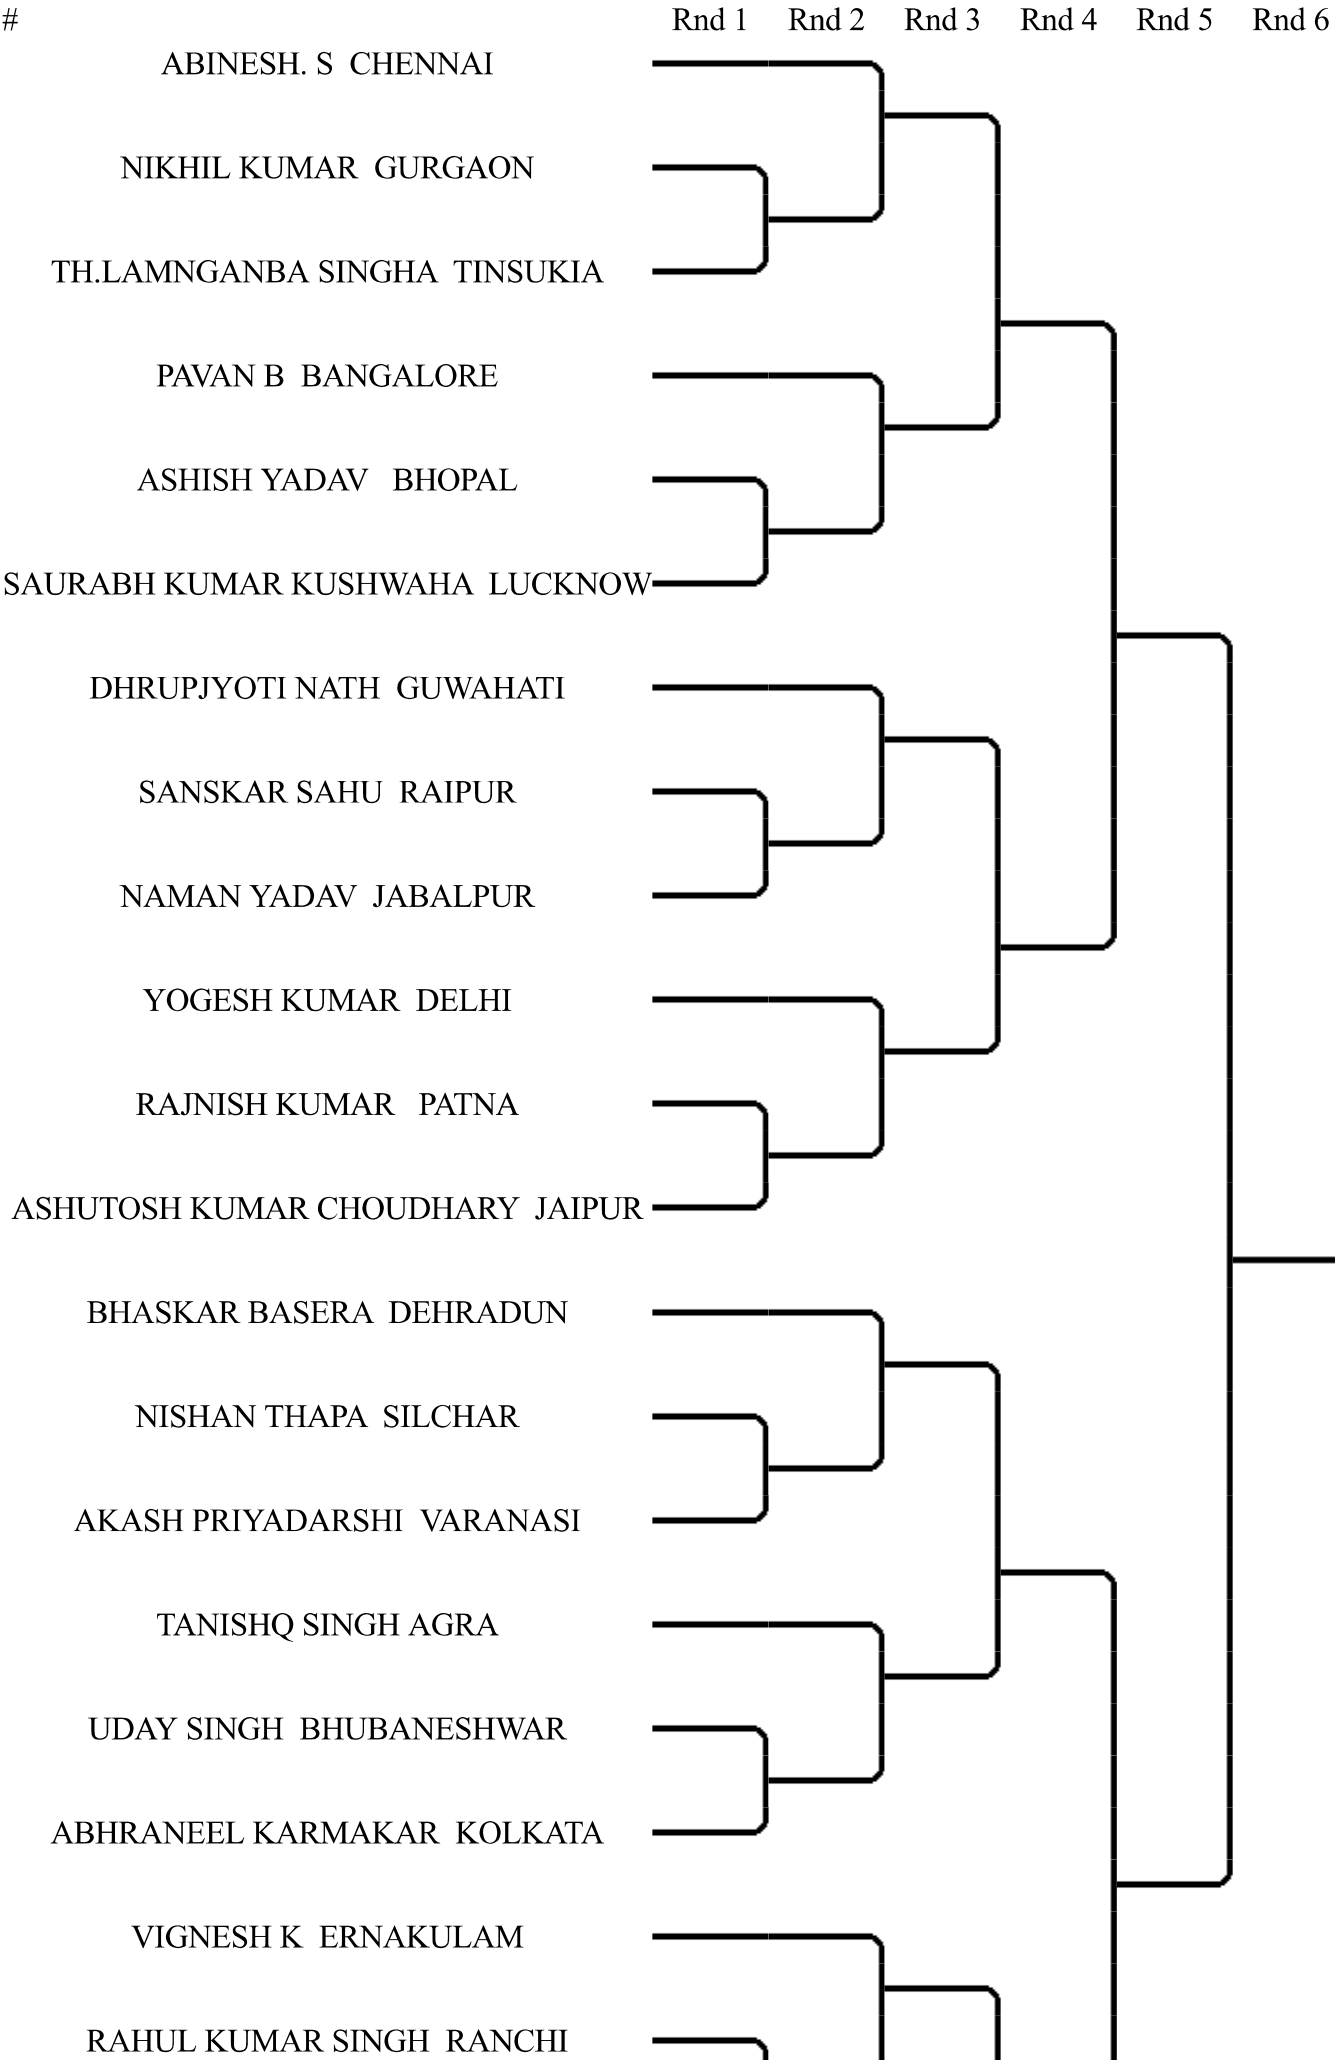 # Rnd 1 Rnd 2 Rnd 3 Rnd 4 Rnd 5 Rnd 6
ABINESH. S CHENNAI
NIKHIL KUMAR GURGAON
TH.LAMNGANBA SINGHA TINSUKIA
PAVAN B BANGALORE
ASHISH YADAV BHOPAL
SAURABH KUMAR KUSHWAHA LUCKNOW
DHRUPJYOTI NATH GUWAHATI
SANSKAR SAHU RAIPUR
NAMAN YADAV JABALPUR
YOGESH KUMAR DELHI
RAJNISH KUMAR PATNA
ASHUTOSH KUMAR CHOUDHARY JAIPUR
BHASKAR BASERA DEHRADUN
NISHAN THAPA SILCHAR
AKASH PRIYADARSHI VARANASI
TANISHQ SINGH AGRA
UDAY SINGH BHUBANESHWAR
ABHRANEEL KARMAKAR KOLKATA
VIGNESH K ERNAKULAM
RAHUL KUMAR SINGH RANCHI